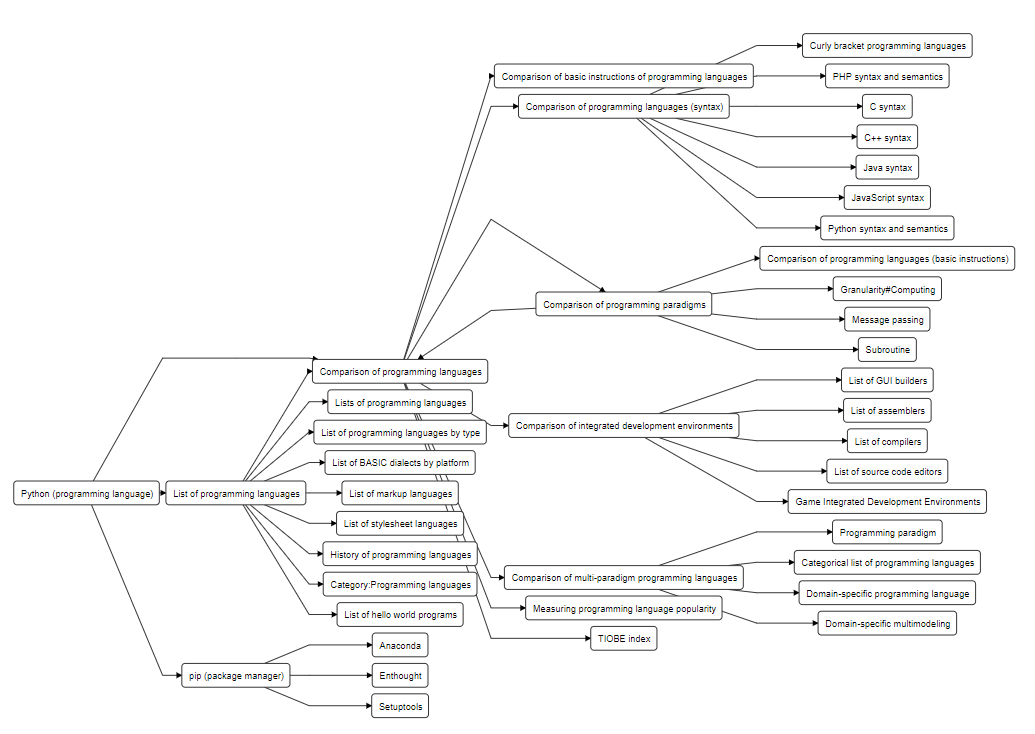 Curly bracket programming languages
Comparison of basic instructions of programming languages
PHP syntax and semantics
Comparison of programming languages (syntax)
C syntax
C++ syntax
Java syntax
JavaScript syntax
Python syntax and semantics
Comparison of programming languages (basic instructions)
Granularity#Computing
Comparison of programming paradigms
Message passing
Subroutine
Comparison of programming languages
List of GUI builders
Lists of programming languages
List of assemblers
Comparison of integrated development environments
List of programming languages by type
List of compilers
List of BASIC dialects by platform
List of source code editors
Python (programming language)
List of programming languages
List of markup languages
Game Integrated Development Environments
List of stylesheet languages
Programming paradigm
History of programming languages
Categorical list of programming languages
Comparison of multi-paradigm programming languages
Category:Programming languages
Domain-specific programming language
Measuring programming language popularity
List of hello world programs
Domain-specific multimodeling
TIOBE index
Anaconda
pip (package manager)
Enthought
Setuptools